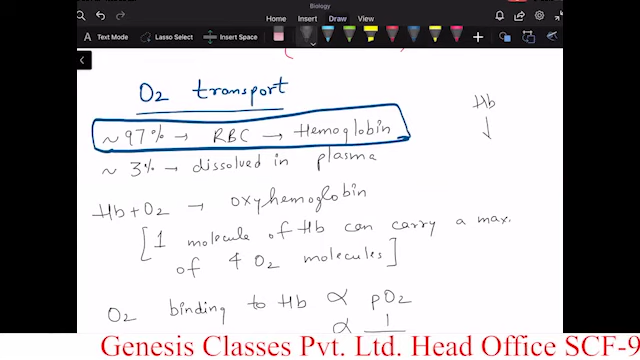 Biology
Home Insert Draw View
Text Mode Lasso Select Insert Space
O2 transport
~97% → RBC → Hemoglobin
Hb
↓
~ 3% → dissolved in plasma
Hb+O2 → oxyhemoglobin
[1 molecule of Hb can carry a max.
of 4 O2 molecules]
O2 binding to Hb ∝ pO2
∝ 1
Genesis Classes Pvt. Ltd. Head Office SCF-9